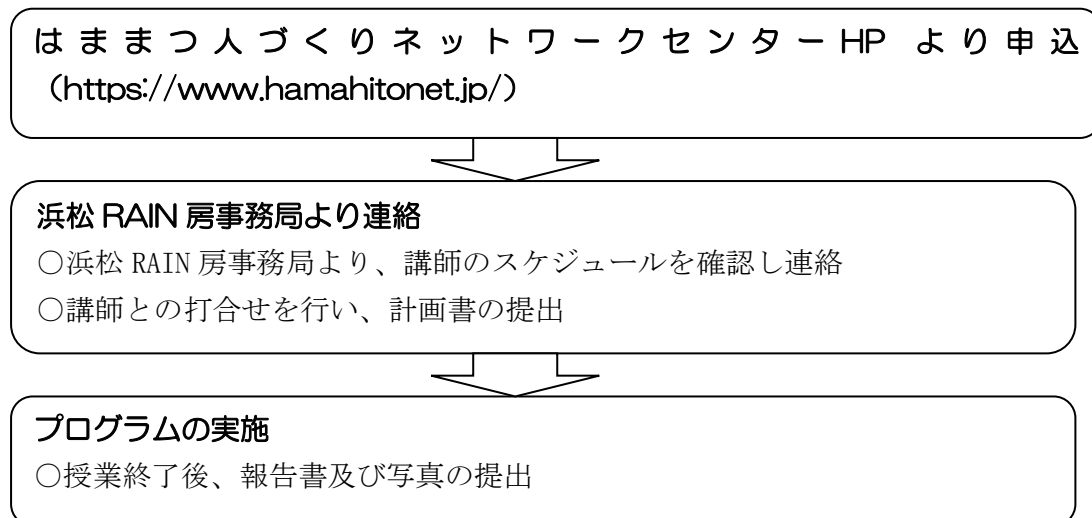 はままつ人づくりネットワークセンターHP より申込
（https://www.hamahitonet.jp/）
浜松 RAIN 房事務局より連絡
○浜松 RAIN 房事務局より、講師のスケジュールを確認し連絡
○講師との打合せを行い、計画書の提出
プログラムの実施
○授業終了後、報告書及び写真の提出